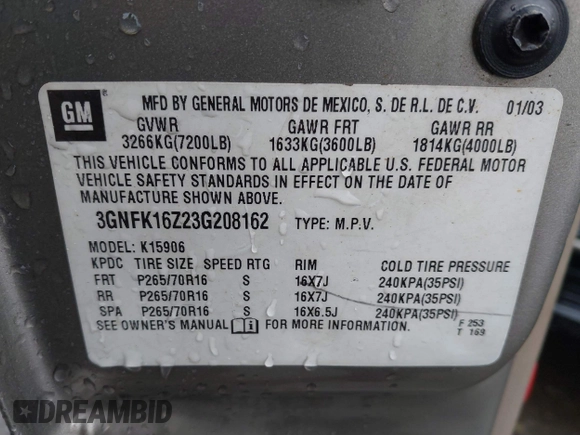 GM
MFD BY GENERAL MOTORS DE MEXICO, S. DE R.L. DE C.V. 01/03
GVWR GAWR FRT GAWR RR
3266KG(7200LB) 1633KG(3600LB) 1814KG(4000LB)
THIS VEHICLE CONFORMS TO ALL APPLICABLE U.S. FEDERAL MOTOR
VEHICLE SAFETY STANDARDS IN EFFECT ON THE DATE OF
MANUFACTURE SHOWN ABOVE.
3GNFK16Z23G208162 TYPE: M.P.V.
MODEL: K15906
KPDC TIRE SIZE SPEED RTG RIM COLD TIRE PRESSURE
FRT P265/70R16 S 16X7J 240KPA(35PSI)
RR P265/70R16 S 16X7J 240KPA(35PSI)
SPA P265/70R16 S 16X6.5J 240KPA(35PSI)
SEE OWNER'S MANUAL FOR MORE INFORMATION.
F 253
T 169
DREAMBID